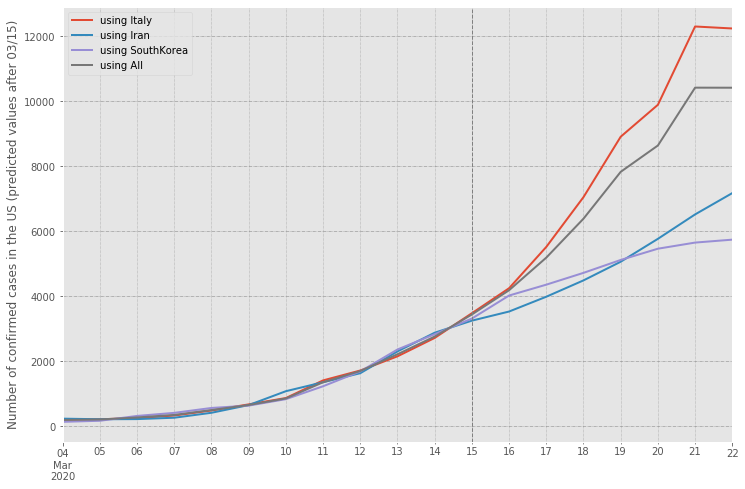 using Italy
using Iran
using SouthKorea
using All
Number of confirmed cases in the US (predicted values after 03/15)
12000
10000
8000
6000
4000
2000
0
04 05 06 07 08 09 10 11 12 13 14 15 16 17 18 19 20 21 22
Mar
2020